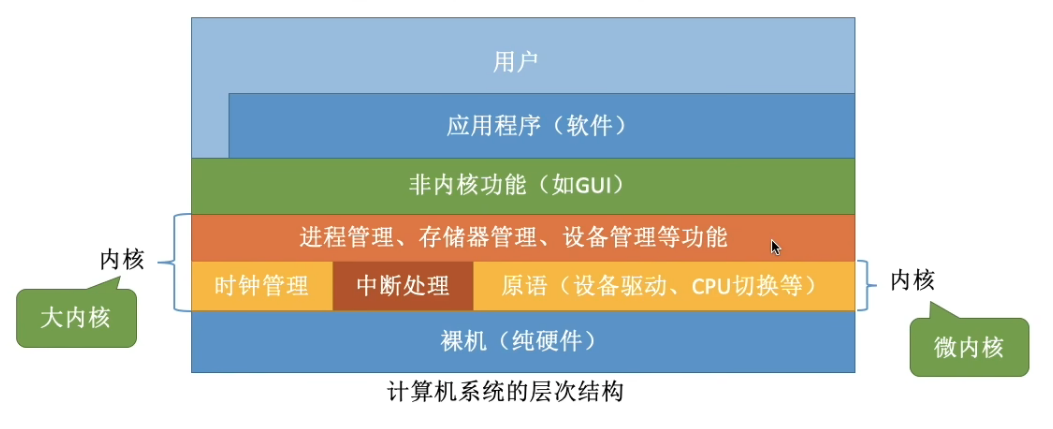 用户
应用程序（软件）
非内核功能（如GUI）
进程管理、存储器管理、设备管理等功能
内核
时钟管理
中断处理
原语（设备驱动、CPU切换等）
内核
大内核
裸机（纯硬件）
微内核
计算机系统的层次结构